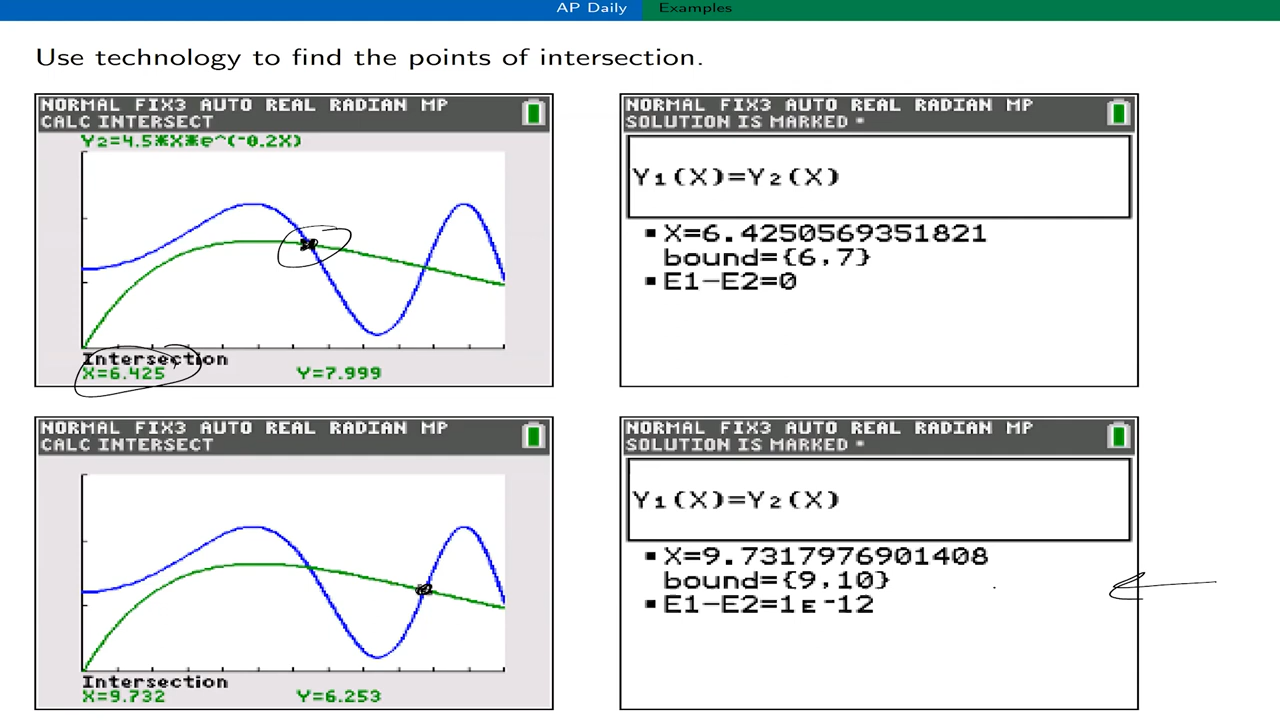 AP Daily Examples
Use technology to find the points of intersection.
NORMAL FIX3 AUTO REAL RADIAN MP
CALC INTERSECT
Y₂=4.5*X*e^(⁻0.2X)
Intersection
X=6.425 Y=7.999
NORMAL FIX3 AUTO REAL RADIAN MP
SOLUTION IS MARKED ▪
Y₁(X)=Y₂(X)
▪ X=6.4250569351821
bound={6,7}
▪ E1-E2=0
NORMAL FIX3 AUTO REAL RADIAN MP
CALC INTERSECT
Intersection
X=9.732 Y=6.253
NORMAL FIX3 AUTO REAL RADIAN MP
SOLUTION IS MARKED ▪
Y₁(X)=Y₂(X)
▪ X=9.7317976901408
bound={9,10}
▪ E1-E2=1ᴇ⁻12